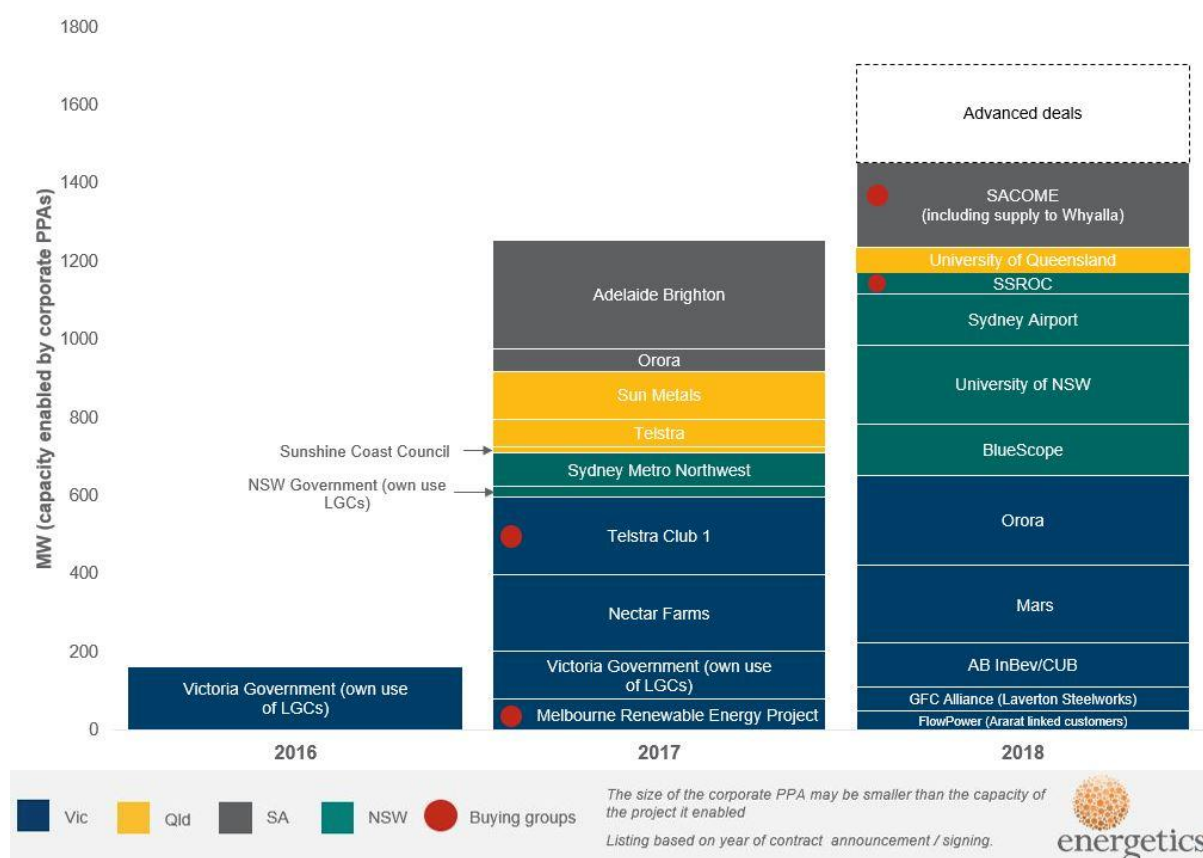 1800
1600
1400
1200
1000
800
600
400
200
0
MW (capacity enabled by corporate PPAs)
Victoria Government (own use
of LGCs)
2016
Adelaide Brighton
Orora
Sun Metals
Telstra
Sunshine Coast Council
Sydney Metro Northwest
NSW Government (own use
LGCs)
Telstra Club 1
Nectar Farms
Victoria Government (own use
of LGCs)
Melbourne Renewable Energy Project
2017
Advanced deals
SACOME
(including supply to Whyalla)
University of Queensland
SSROC
Sydney Airport
University of NSW
BlueScope
Orora
Mars
AB InBev/CUB
GFC Alliance (Laverton Steelworks)
FlowPower (Ararat linked customers)
2018
Vic
Qld
SA
NSW
Buying groups
The size of the corporate PPA may be smaller than the capacity of
the project it enabled
Listing based on year of contract announcement / signing.
energetics